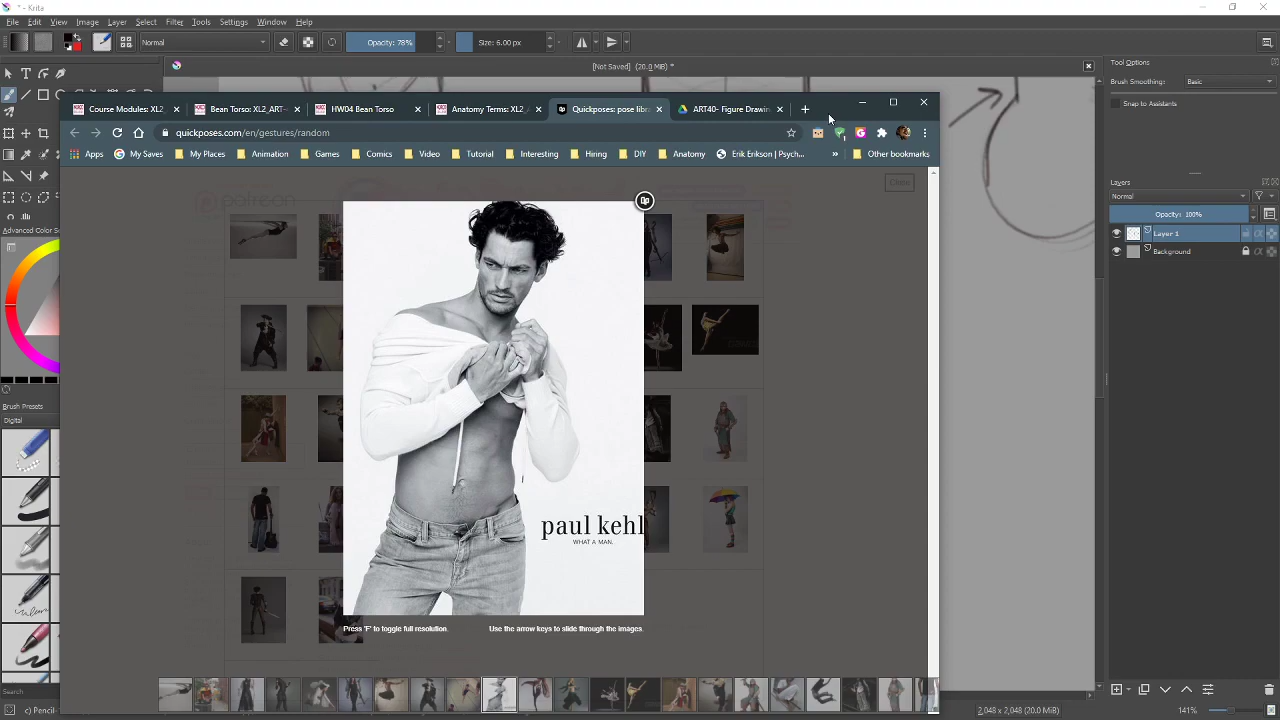 * - Krita
File Edit View Image Layer Select Filter Tools Settings Window Help
Normal Opacity: 78% Size: 6.00 px
[Not Saved] (20.0 MiB) *
Tool Options
Brush Smoothing: Basic
Snap to Assistants
Course Modules: XL2_ Bean Torso: XL2_ART- HW04 Bean Torso Anatomy Terms: XL2_ Quickposes: pose libr ART40- Figure Drawin
quickposes.com/en/gestures/random
Apps My Saves My Places Animation Games Comics Video Tutorial Interesting Hiring DIY Anatomy Erik Erikson | Psych... » Other bookmarks
Close
patreon
Layers
Normal
Opacity: 100%
Layer 1
Background
Advanced Color Se
Brush Presets
Digital
Search
paul kehl
WHAT A MAN.
Press 'F' to toggle full resolution. Use the arrow keys to slide through the images.
c) Pencil-
2,048 x 2,048 (20.0 MiB) 141%